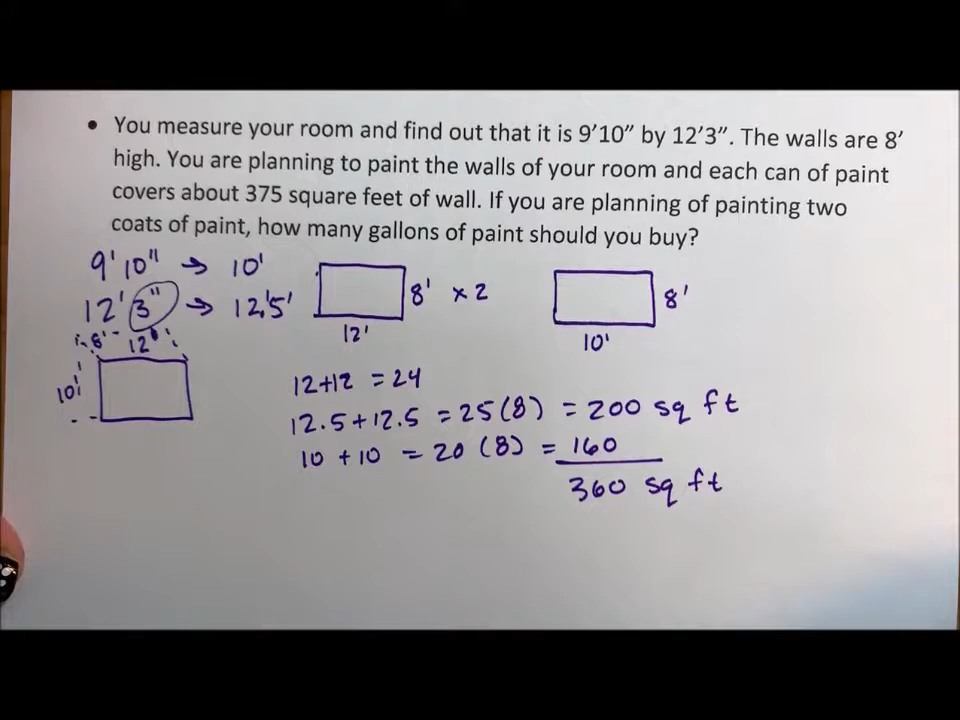 • You measure your room and find out that it is 9’10” by 12’3”. The walls are 8’
high. You are planning to paint the walls of your room and each can of paint
covers about 375 square feet of wall. If you are planning of painting two
coats of paint, how many gallons of paint should you buy?
9' 10" → 10'
12' 3" → 12.5'
8' × 2
12'
8'
10'
8'
12'
10'
12+12 = 24
12.5+12.5 = 25(8) = 200 sq ft
10 + 10 = 20 (8) = 160
360 sq ft